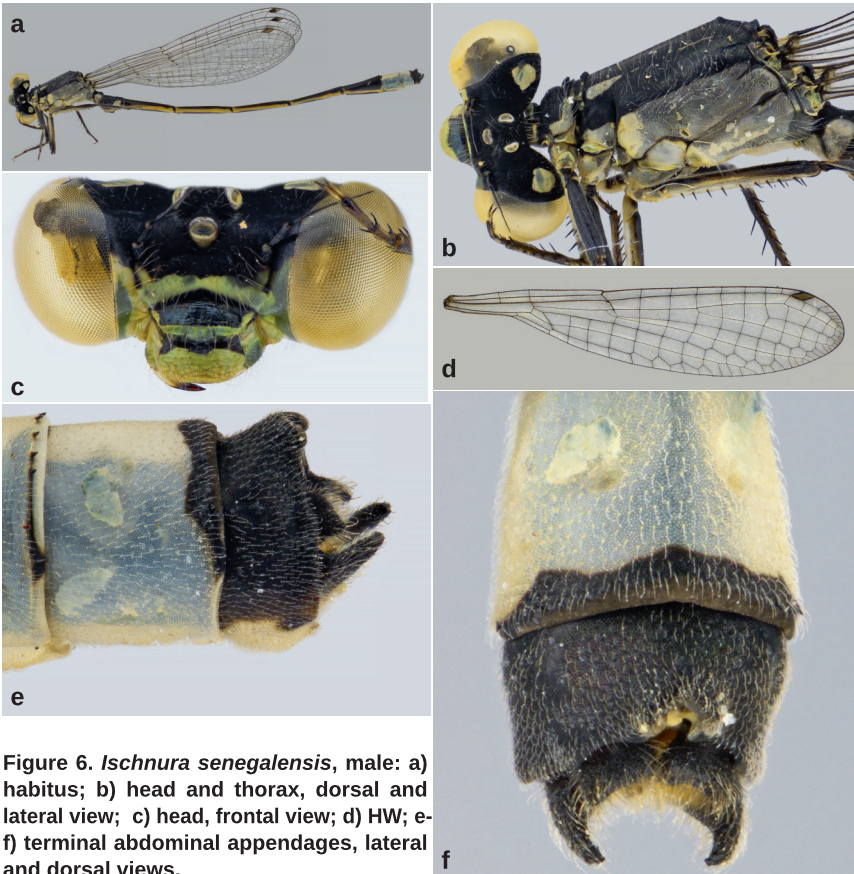 a
b
c
d
e
f
Figure 6. Ischnura senegalensis, male: a)
habitus; b) head and thorax, dorsal and
lateral view; c) head, frontal view; d) HW; e-
f) terminal abdominal appendages, lateral
and dorsal views.